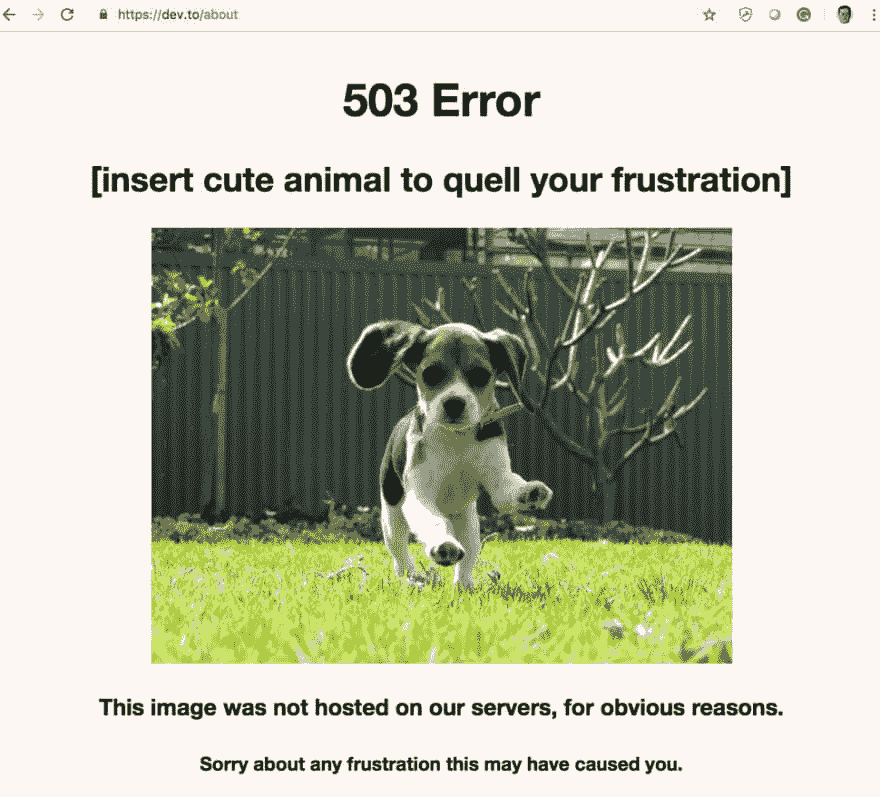 https://dev.to/about
503 Error
[insert cute animal to quell your frustration]
This image was not hosted on our servers, for obvious reasons.
Sorry about any frustration this may have caused you.